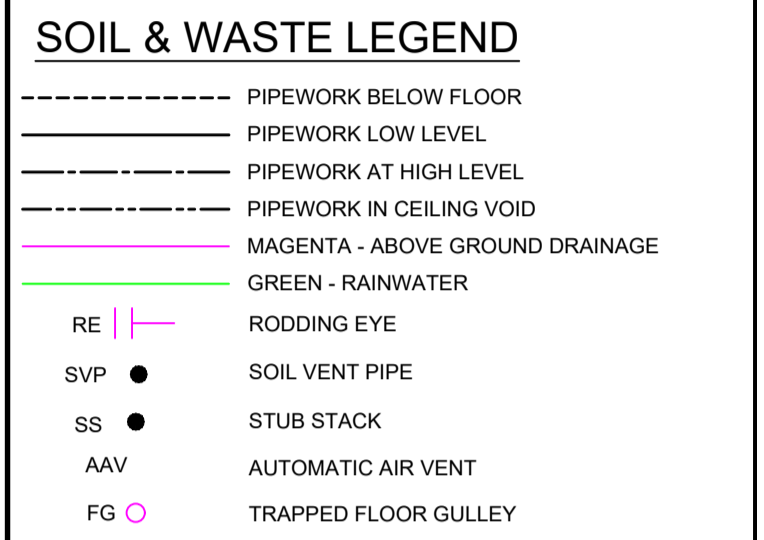 SOIL & WASTE LEGEND
PIPEWORK BELOW FLOOR
PIPEWORK LOW LEVEL
PIPEWORK AT HIGH LEVEL
PIPEWORK IN CEILING VOID
MAGENTA - ABOVE GROUND DRAINAGE
GREEN - RAINWATER
RE RODDING EYE
SVP SOIL VENT PIPE
SS STUB STACK
AAV AUTOMATIC AIR VENT
FG TRAPPED FLOOR GULLEY